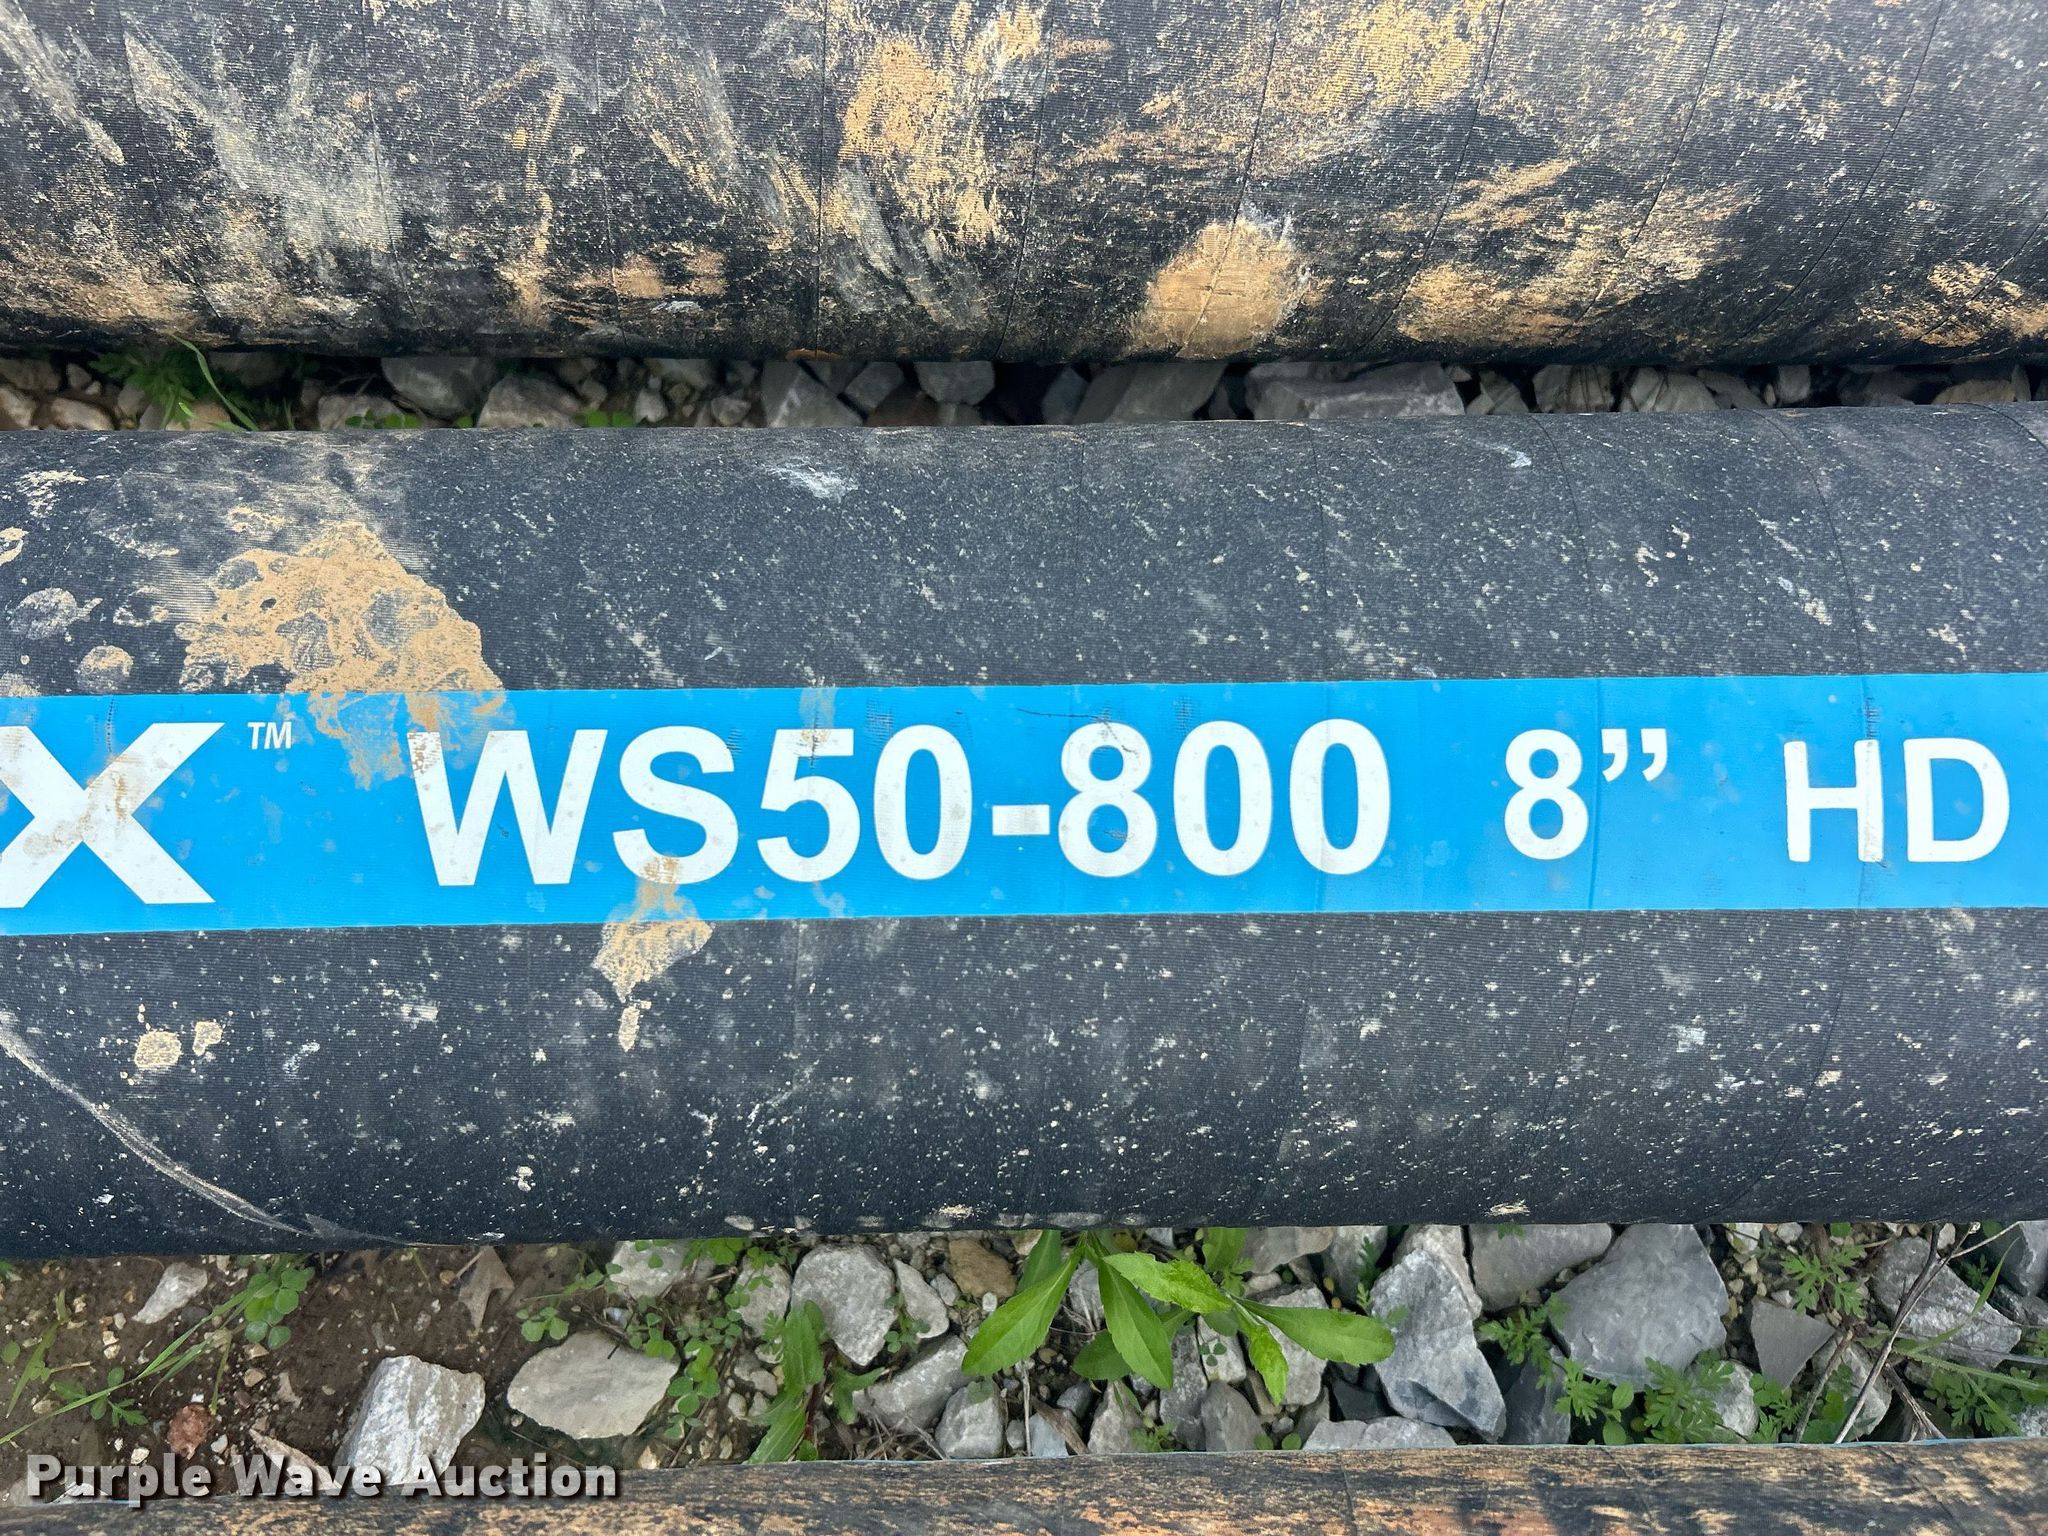 X™ WS50-800 8” HD
Purple Wave Auction